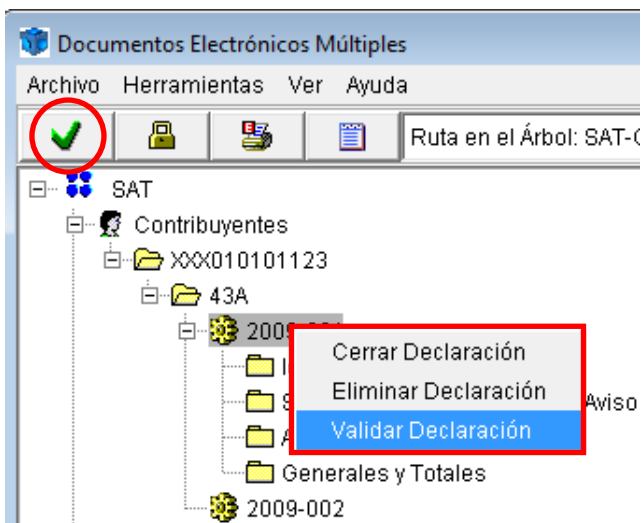 Documentos Electrónicos Múltiples
Archivo Herramientas Ver Ayuda
Ruta en el Árbol: SAT-C
SAT
Contribuyentes
XXX010101123
43A
2009-001
Cerrar Declaración
Eliminar Declaración
Aviso
Validar Declaración
Generales y Totales
2009-002